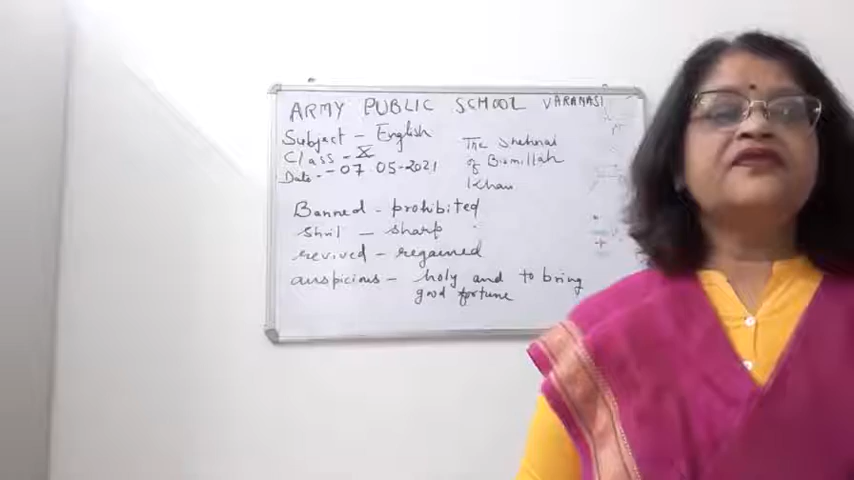 ARMY PUBLIC SCHOOL VARANASI
Subject - English
Class - X
Date - 07.05-2021
The Shehnai
of Bismillah
Khan
Banned - prohibited
Shril - sharp
revived - regained
auspicious - holy and to bring
good fortune